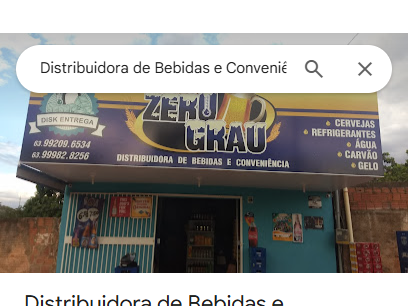 Distribuidora de Bebidas e Convenié
ZERO
GRAU
DISK ENTREGA
63.99209.6534
63.99982.8256
DISTRIBUIDORA DE BEBIDAS E CONVENIÊNCIA
• CERVEJAS
• REFRIGERANTES
• ÁGUA
• CARVÃO
• GELO
Distribuidora de Bebidas e